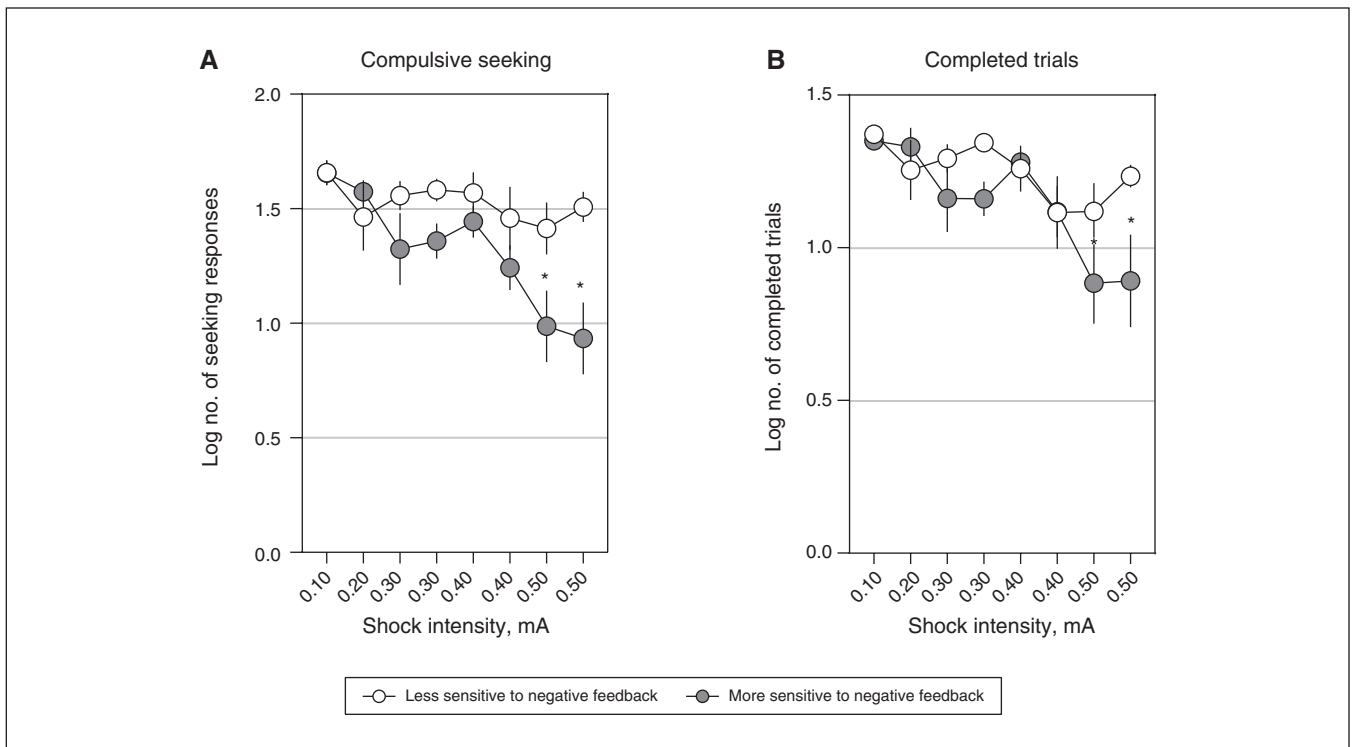 A
Compulsive seeking
2.0
1.5
1.0
0.5
0.0
Log no. of seeking responses
0.10 0.20 0.30 0.30 0.40 0.40 0.50 0.50
* *
Shock intensity, mA
B
Completed trials
1.5
1.0
0.5
0.0
Log no. of completed trials
0.10 0.20 0.30 0.30 0.40 0.40 0.50 0.50
* *
Shock intensity, mA
Less sensitive to negative feedback More sensitive to negative feedback